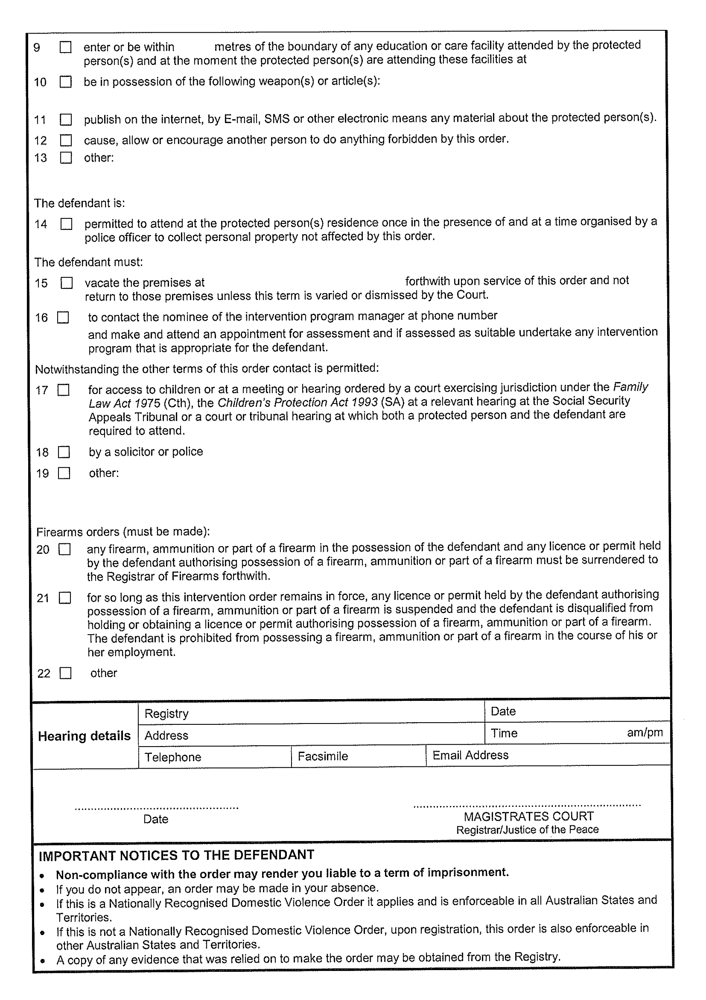 9 enter or be within metres of the boundary of any education or care facility attended by the protected
person(s) and at the moment the protected person(s) are attending these facilities at
10 be in possession of the following weapon(s) or article(s):
11 publish on the internet, by E-mail, SMS or other electronic means any material about the protected person(s).
12 cause, allow or encourage another person to do anything forbidden by this order.
13 other:
The defendant is:
14 permitted to attend at the protected person(s) residence once in the presence of and at a time organised by a
police officer to collect personal property not affected by this order.
The defendant must:
15 vacate the premises at forthwith upon service of this order and not
return to those premises unless this term is varied or dismissed by the Court.
16 to contact the nominee of the intervention program manager at phone number
and make and attend an appointment for assessment and if assessed as suitable undertake any intervention
program that is appropriate for the defendant.
Notwithstanding the other terms of this order contact is permitted:
17 for access to children or at a meeting or hearing ordered by a court exercising jurisdiction under the Family
Law Act 1975 (Cth), the Children's Protection Act 1993 (SA) at a relevant hearing at the Social Security
Appeals Tribunal or a court or tribunal hearing at which both a protected person and the defendant are
required to attend.
18 by a solicitor or police
19 other:
Firearms orders (must be made):
20 any firearm, ammunition or part of a firearm in the possession of the defendant and any licence or permit held
by the defendant authorising possession of a firearm, ammunition or part of a firearm must be surrendered to
the Registrar of Firearms forthwith.
21 for so long as this intervention order remains in force, any licence or permit held by the defendant authorising
possession of a firearm, ammunition or part of a firearm is suspended and the defendant is disqualified from
holding or obtaining a licence or permit authorising possession of a firearm, ammunition or part of a firearm.
The defendant is prohibited from possessing a firearm, ammunition or part of a firearm in the course of his or
her employment.
22 other
Hearing details
Registry
Date
Address
Time am/pm
Telephone
Facsimile
Email Address
Date
MAGISTRATES COURT
Registrar/Justice of the Peace
IMPORTANT NOTICES TO THE DEFENDANT
• Non-compliance with the order may render you liable to a term of imprisonment.
• If you do not appear, an order may be made in your absence.
• If this is a Nationally Recognised Domestic Violence Order it applies and is enforceable in all Australian States and
Territories.
• If this is not a Nationally Recognised Domestic Violence Order, upon registration, this order is also enforceable in
other Australian States and Territories.
• A copy of any evidence that was relied on to make the order may be obtained from the Registry.